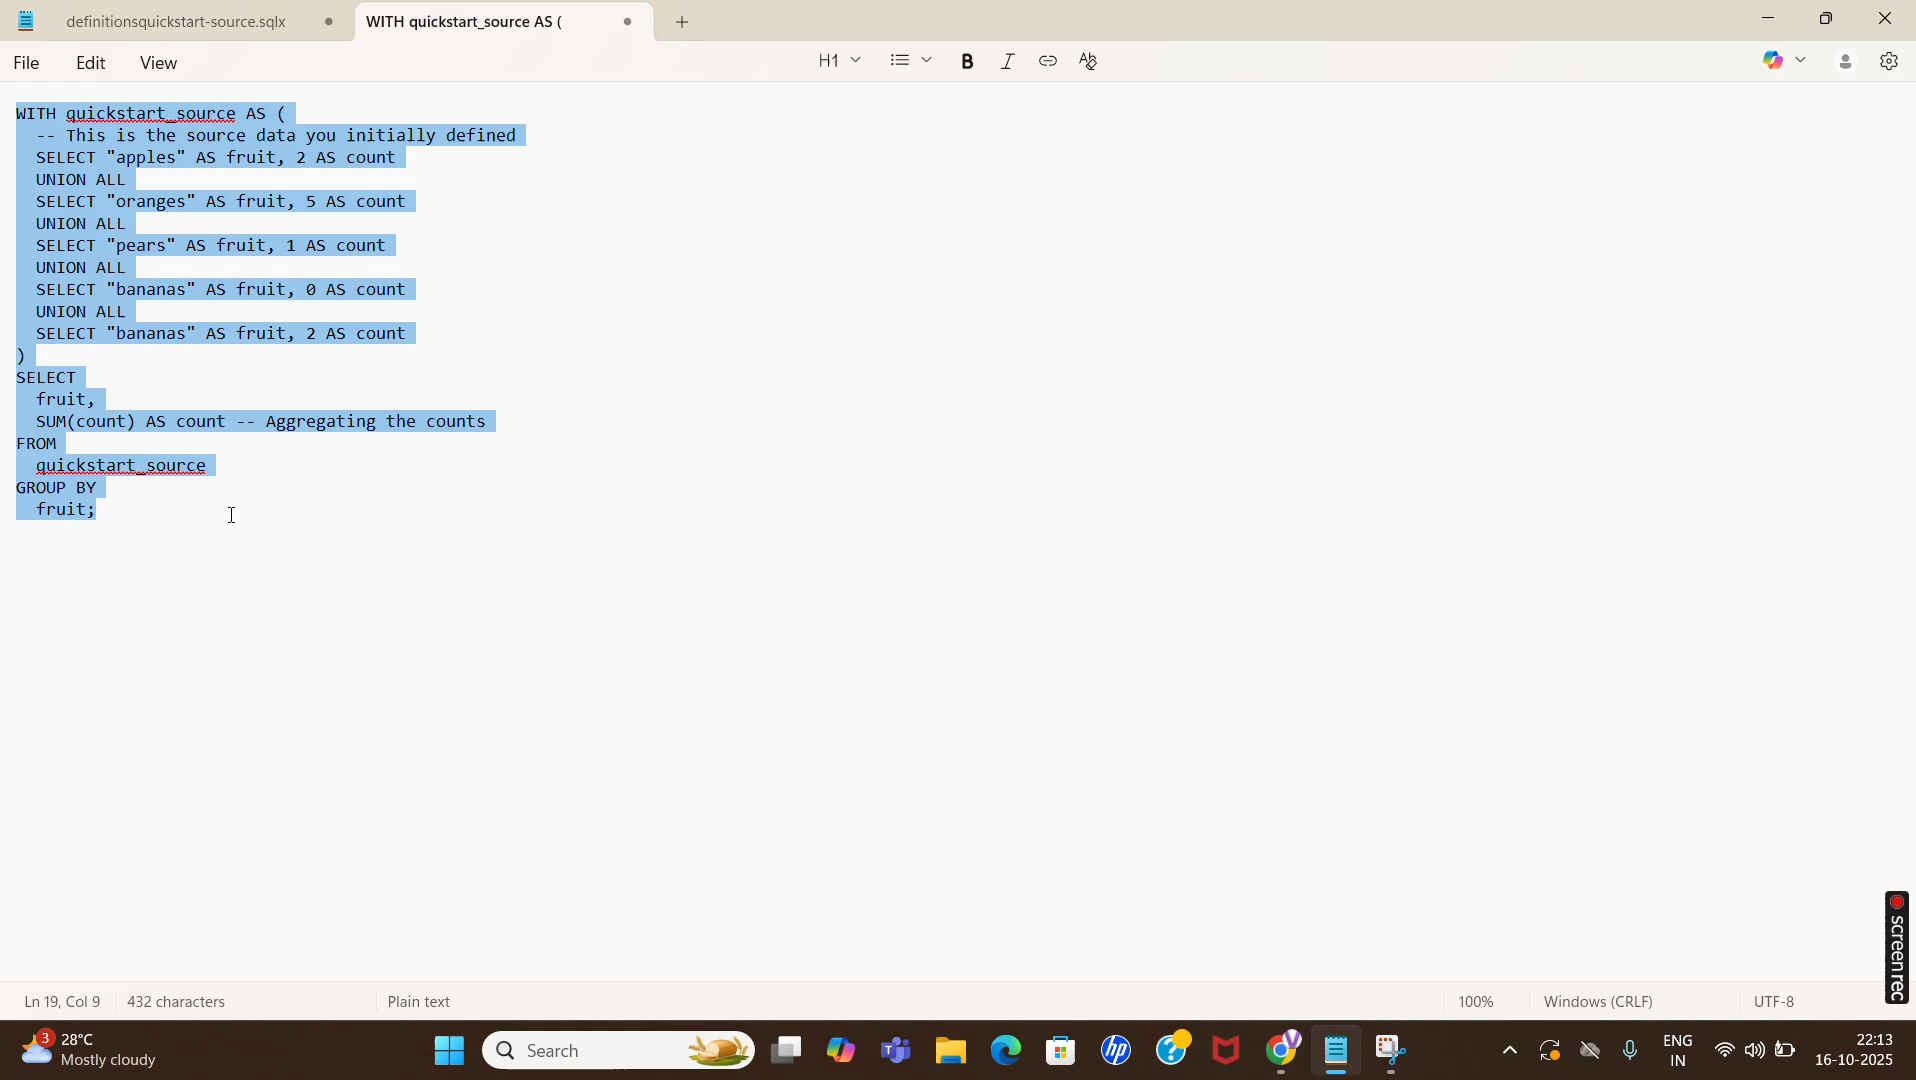 definitionsquickstart-source.sqlx
WITH quickstart_source AS (
File Edit View
H1
WITH quickstart_source AS (
  -- This is the source data you initially defined
  SELECT "apples" AS fruit, 2 AS count
  UNION ALL
  SELECT "oranges" AS fruit, 5 AS count
  UNION ALL
  SELECT "pears" AS fruit, 1 AS count
  UNION ALL
  SELECT "bananas" AS fruit, 0 AS count
  UNION ALL
  SELECT "bananas" AS fruit, 2 AS count
)
SELECT
  fruit,
  SUM(count) AS count -- Aggregating the counts
FROM
  quickstart_source
GROUP BY
  fruit;
screenrec
Ln 19, Col 9 432 characters Plain text 100% Windows (CRLF) UTF-8
3 28°C
Mostly cloudy
Search
ENG
IN
22:13
16-10-2025